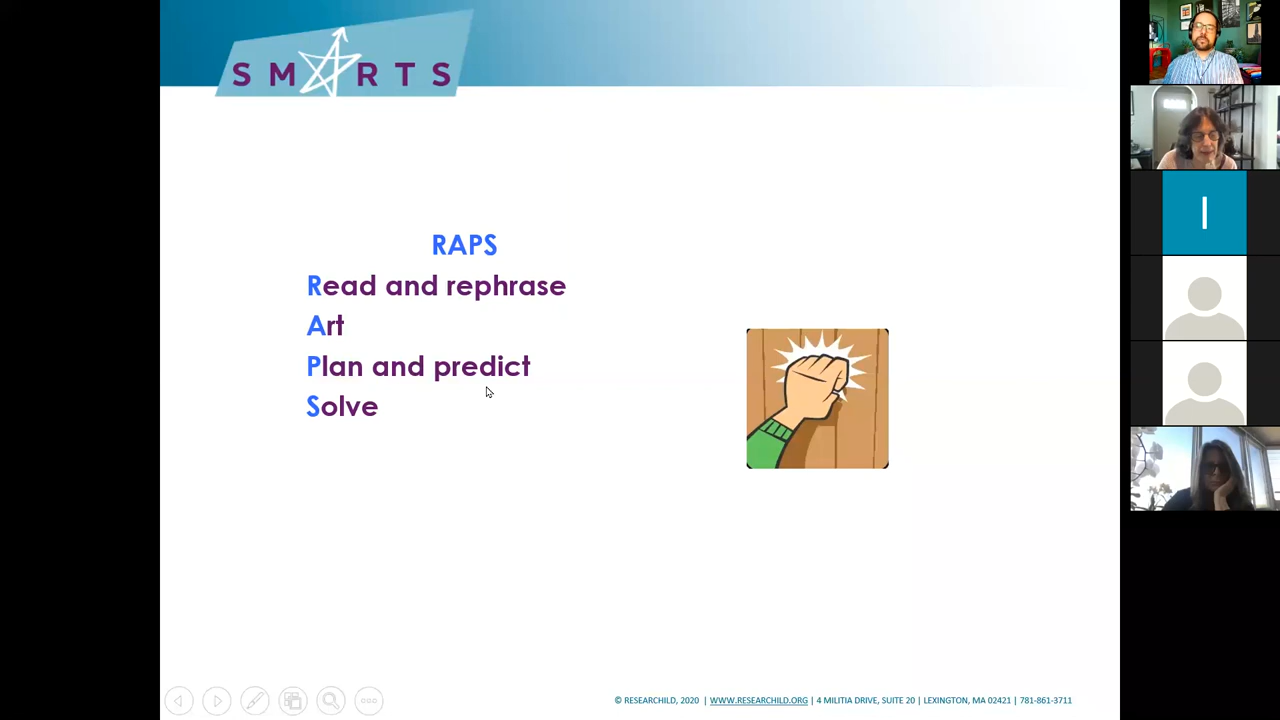 SMARTS
RAPS
Read and rephrase
Art
Plan and predict
Solve
© RESEARCHILD, 2020 | WWW.RESEARCHILD.ORG | 4 MILITIA DRIVE, SUITE 20 | LEXINGTON, MA 02421 | 781-861-3711
I